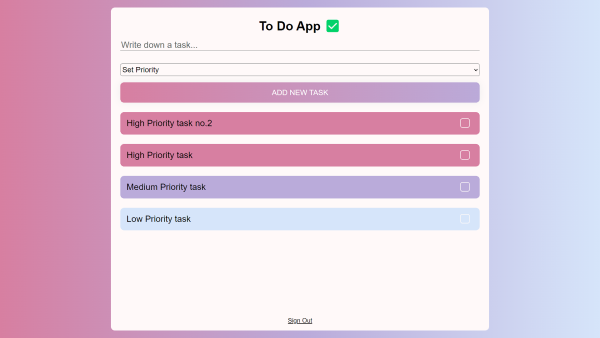 To Do App ✅
Write down a task...
Set Priority
ADD NEW TASK
High Priority task no.2
High Priority task
Medium Priority task
Low Priority task
Sign Out